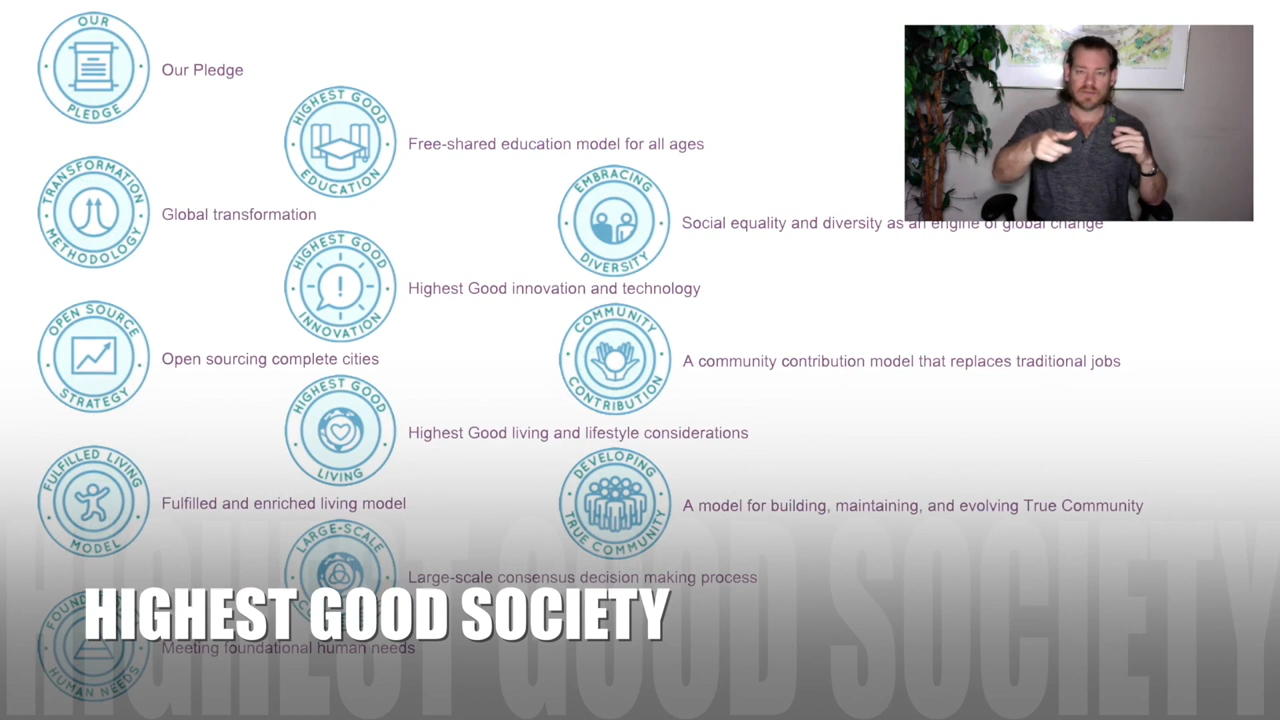 OUR
PLEDGE
Our Pledge
HIGHEST GOOD
EDUCATION
Free-shared education model for all ages
TRANSFORMATION
METHODOLOGY
Global transformation
EMBRACING
DIVERSITY
Social equality and diversity as an engine of global change
HIGHEST GOOD
INNOVATION
Highest Good innovation and technology
OPEN SOURCE
STRATEGY
Open sourcing complete cities
COMMUNITY
CONTRIBUTION
A community contribution model that replaces traditional jobs
HIGHEST GOOD
LIVING
Highest Good living and lifestyle considerations
FULFILLED LIVING
MODEL
Fulfilled and enriched living model
DEVELOPING
TRUE COMMUNITY
A model for building, maintaining, and evolving True Community
LARGE-SCALE
Large-scale consensus decision making process
HUMAN NEEDS
Meeting foundational human needs
HIGHEST GOOD SOCIETY
HIGHEST GOOD SOCIETY